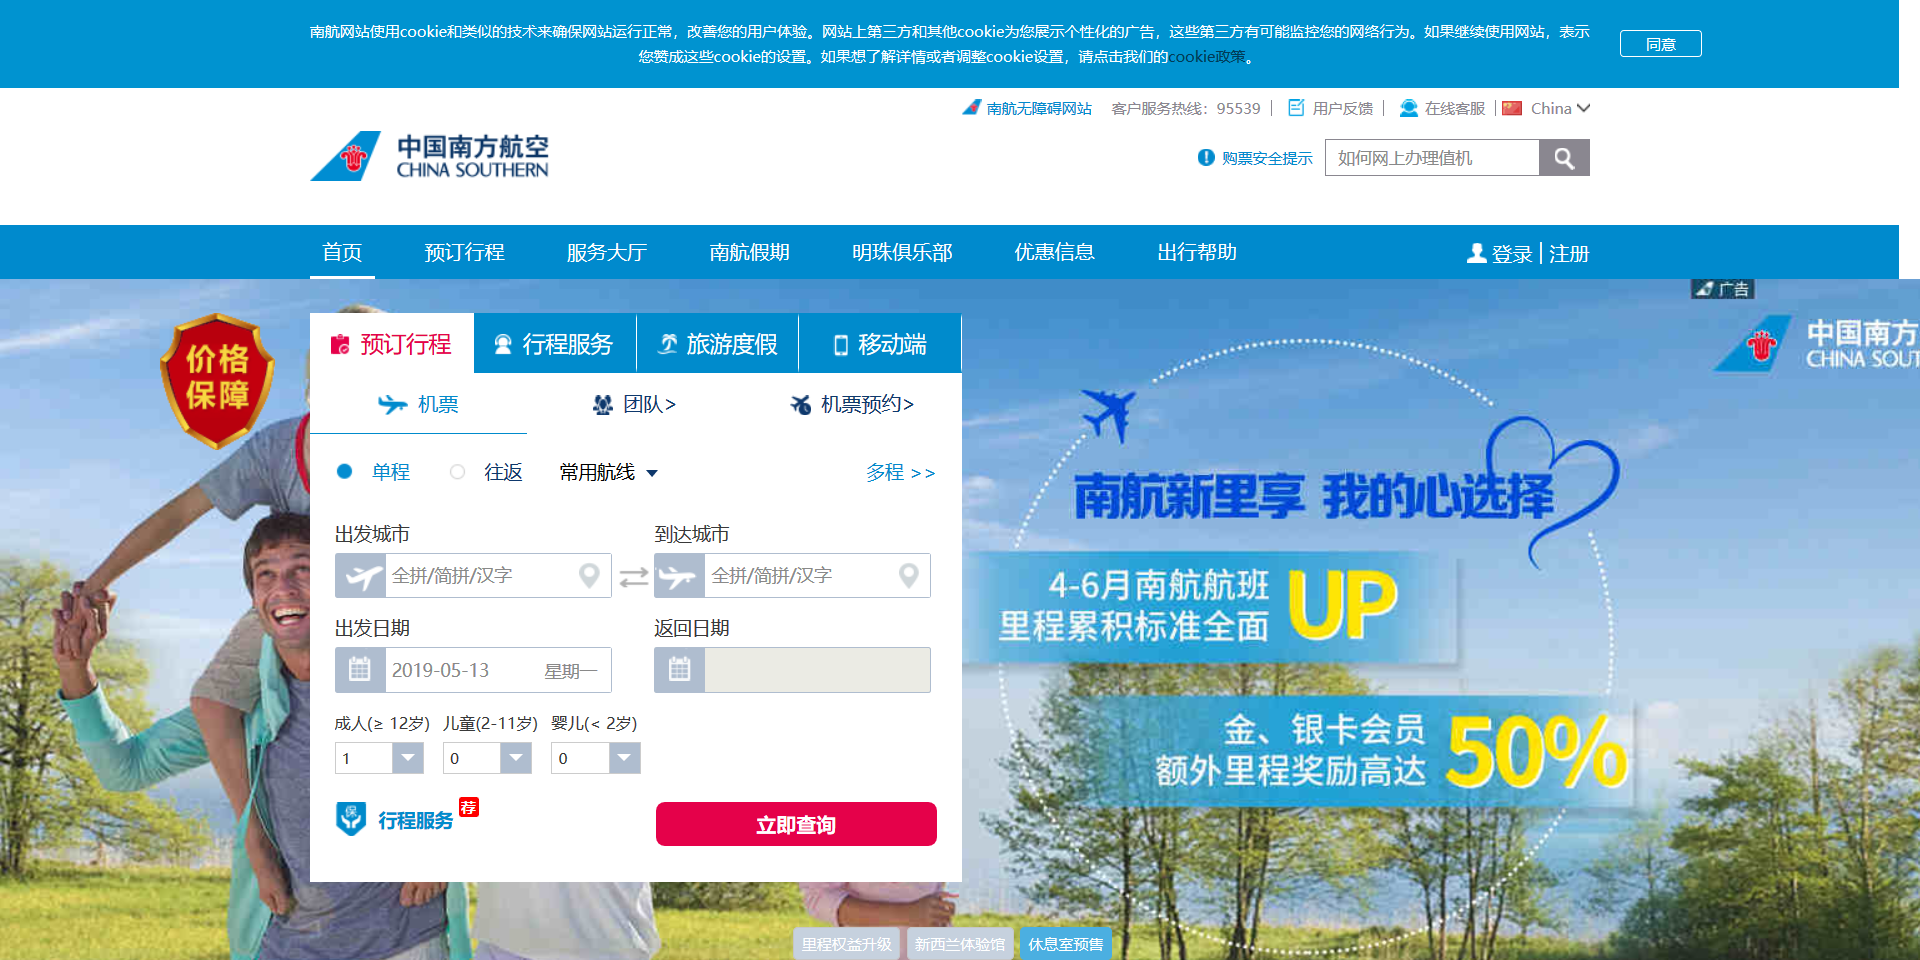 南航网站使用cookie和类似的技术来确保网站运行正常，改善您的用户体验。网站上第三方和其他cookie为您展示个性化的广告，这些第三方有可能监控您的网络行为。如果继续使用网站，表示
您赞成这些cookie的设置。如果想了解详情或者调整cookie设置，请点击我们的cookie政策。
同意
南航无障碍网站 客户服务热线：95539 用户反馈 在线客服 China
中国南方航空
CHINA SOUTHERN
购票安全提示 如何网上办理值机
首页 预订行程 服务大厅 南航假期 明珠俱乐部 优惠信息 出行帮助 登录 注册
广告
价格
保障
中国南方
CHINA SOUT
预订行程 行程服务 旅游度假 移动端
机票 团队> 机票预约>
单程 往返 常用航线 多程 >>
出发城市 到达城市
全拼/简拼/汉字 全拼/简拼/汉字
出发日期 返回日期
2019-05-13 星期一
成人(≥ 12岁) 儿童(2-11岁) 婴儿(< 2岁)
1 0 0
保 行程服务 荐
立即查询
南航新里享 我的心选择
4-6月南航航班
里程累积标准全面 UP
金、银卡会员
额外里程奖励高达 50%
里程权益升级 新西兰体验馆 休息室预售